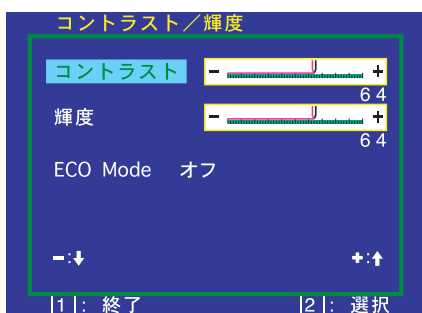 コントラスト／輝度
コントラスト - +
64
輝度 - +
64
ECO Mode オフ
-:⬇ +:⬆
1: 終了 2: 選択